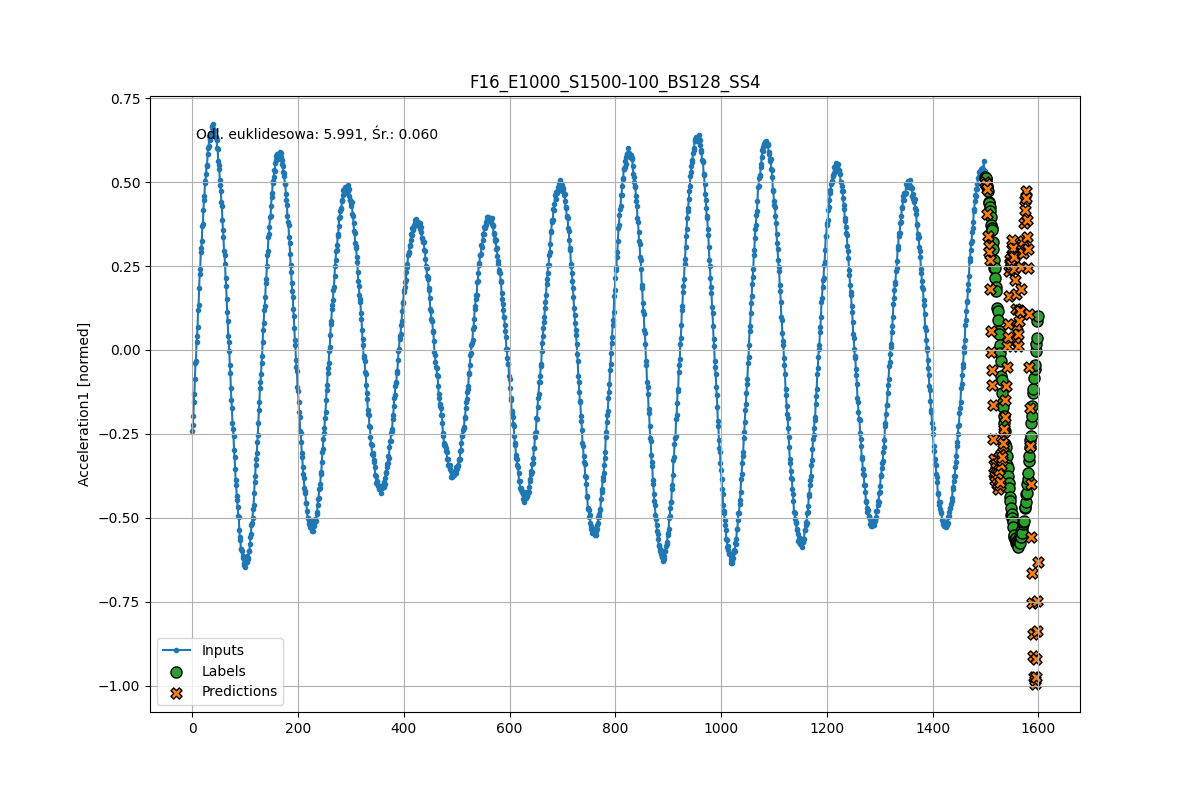 F16_E1000_S1500-100_BS128_SS4
Odl. euklidesowa: 5.991, Śr.: 0.060
Acceleration1 [normed]
0.75
0.50
0.25
0.00
−0.25
−0.50
−0.75
−1.00
Inputs
Labels
Predictions
0 200 400 600 800 1000 1200 1400 1600